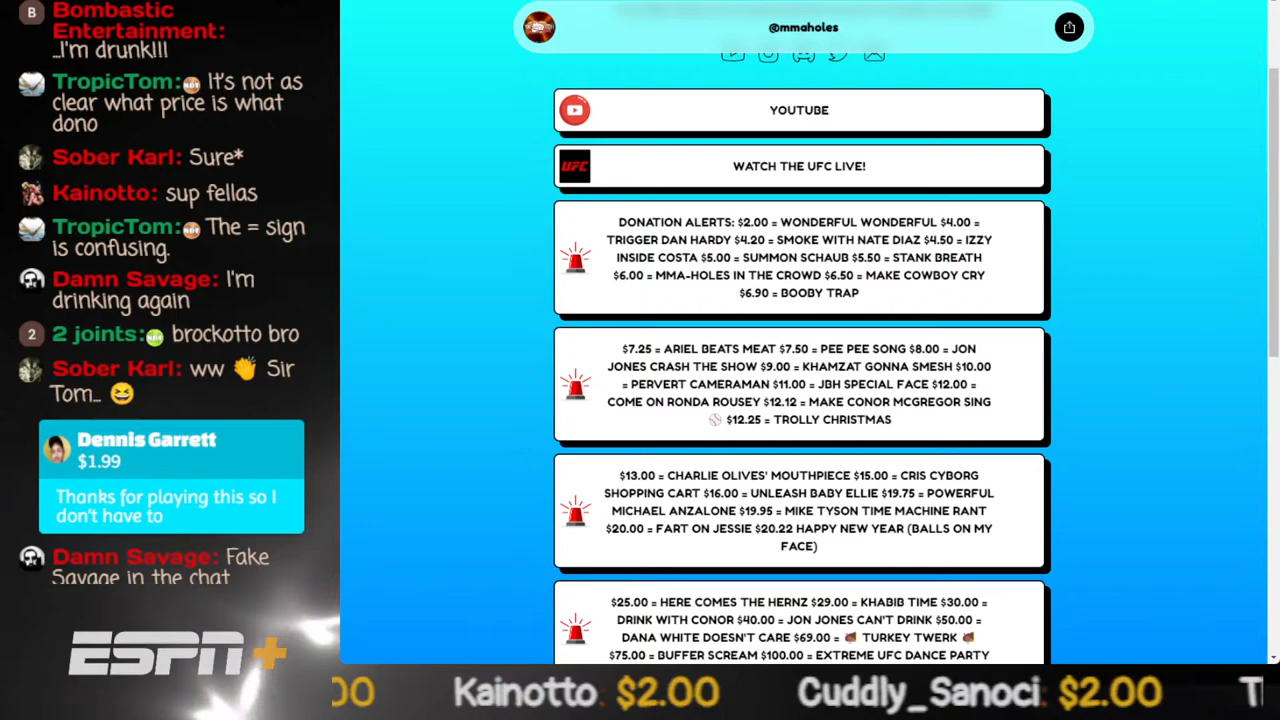 B
Bombastic
Entertainment:
...I'm drunk!!!
TropicTom: It's not as
clear what price is what
dono
Sober Karl: Sure*
Kainotto: sup fellas
TropicTom: The = sign
is confusing.
Damn Savage: I'm
drinking again
2
2 joints: brockotto bro
Sober Karl: ww 👏 Sir
Tom... 😆
Dennis Garrett
$1.99
Thanks for playing this so I
don't have to
Damn Savage: Fake
Savage in the chat
ESPN+
@mmaholes
YOUTUBE
UFC
WATCH THE UFC LIVE!
DONATION ALERTS: $2.00 = WONDERFUL WONDERFUL $4.00 =
TRIGGER DAN HARDY $4.20 = SMOKE WITH NATE DIAZ $4.50 = IZZY
INSIDE COSTA $5.00 = SUMMON SCHAUB $5.50 = STANK BREATH
$6.00 = MMA-HOLES IN THE CROWD $6.50 = MAKE COWBOY CRY
$6.90 = BOOBY TRAP
$7.25 = ARIEL BEATS MEAT $7.50 = PEE PEE SONG $8.00 = JON
JONES CRASH THE SHOW $9.00 = KHAMZAT GONNA SMESH $10.00
= PERVERT CAMERAMAN $11.00 = JBH SPECIAL FACE $12.00 =
COME ON RONDA ROUSEY $12.12 = MAKE CONOR MCGREGOR SING
⚾ $12.25 = TROLLY CHRISTMAS
$13.00 = CHARLIE OLIVES' MOUTHPIECE $15.00 = CRIS CYBORG
SHOPPING CART $16.00 = UNLEASH BABY ELLIE $19.75 = POWERFUL
MICHAEL ANZALONE $19.95 = MIKE TYSON TIME MACHINE RANT
$20.00 = FART ON JESSIE $20.22 HAPPY NEW YEAR (BALLS ON MY
FACE)
$25.00 = HERE COMES THE HERNZ $29.00 = KHABIB TIME $30.00 =
DRINK WITH CONOR $40.00 = JON JONES CAN'T DRINK $50.00 =
DANA WHITE DOESN'T CARE $69.00 = 🦃 TURKEY TWERK 🦃
$75.00 = BUFFER SCREAM $100.00 = EXTREME UFC DANCE PARTY
00 Kainotto: $2.00 Cuddly_Sanoci: $2.00